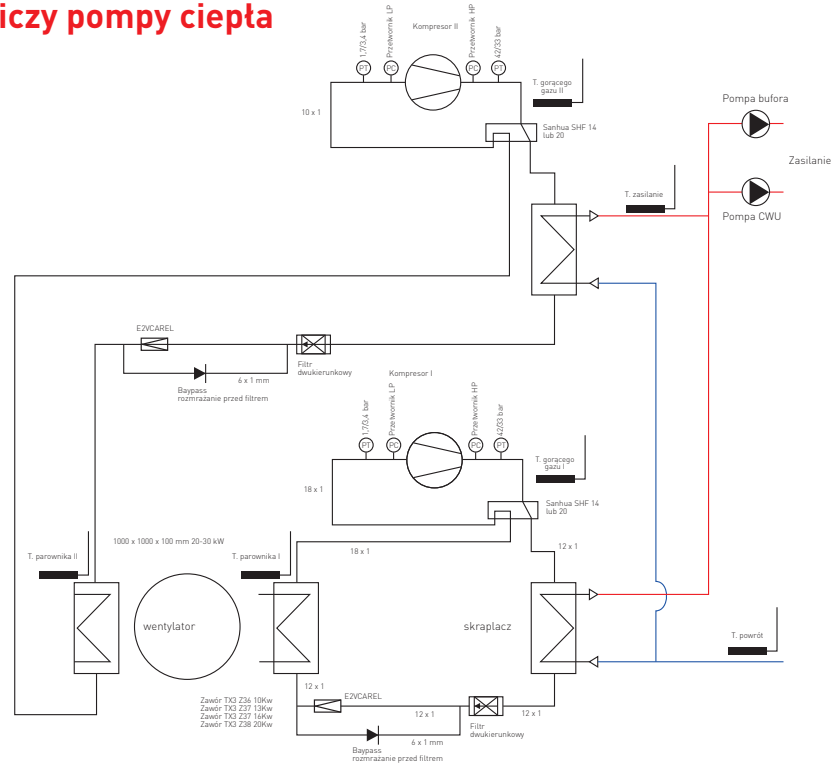 iczy pompy ciepła
1,7/3,4 bar
Przetwornik LP
Kompresor II
Przetwornik HP
42/33 bar
PT
PC
PC
PT
T. gorącego
gazu II
10 x 1
Sanhua SHF 14
lub 20
Pompa bufora
Zasilanie
T. zasilanie
Pompa CWU
E2VCAREL
Filtr
dwukierunkowy
6 x 1 mm
Baypass
rozmrażanie przed filtrem
Kompresor I
1,7/3,4 bar
Przetwornik LP
Przetwornik HP
42/33 bar
PT
PC
PC
PT
T. gorącego
gazu I
18 x 1
Sanhua SHF 14
lub 20
1000 x 1000 x 100 mm 20-30 kW
18 x 1
12 x 1
T. parownika II
T. parownika I
wentylator
skraplacz
T. powrót
12 x 1
Zawór TX3 Z36 10Kw
Zawór TX3 Z37 13Kw
Zawór TX3 Z37 16Kw
Zawór TX3 Z38 20Kw
E2VCAREL
12 x 1
12 x 1
Filtr
dwukierunkowy
6 x 1 mm
Baypass
rozmrażanie przed filtrem